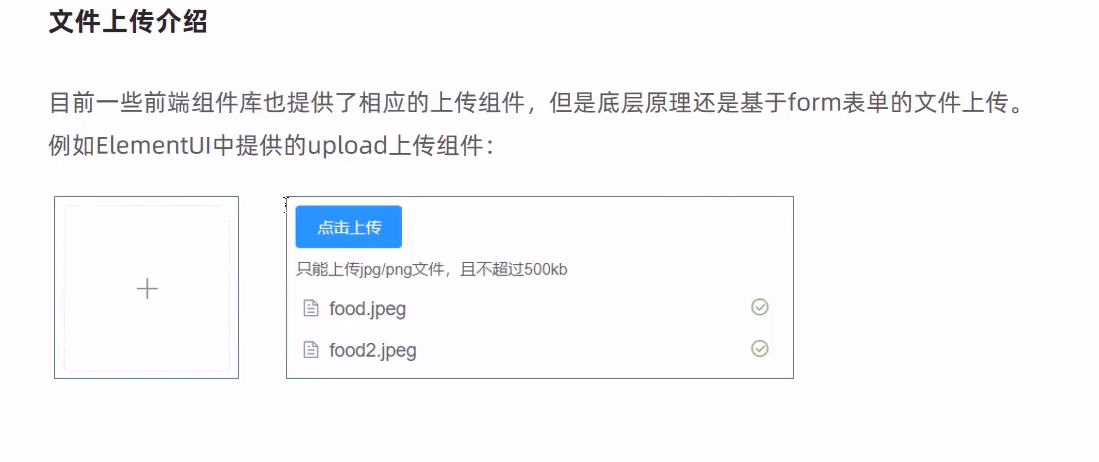 文件上传介绍
目前一些前端组件库也提供了相应的上传组件，但是底层原理还是基于form表单的文件上传。
例如ElementUI中提供的upload上传组件：
点击上传
只能上传jpg/png文件，且不超过500kb
food.jpeg
food2.jpeg